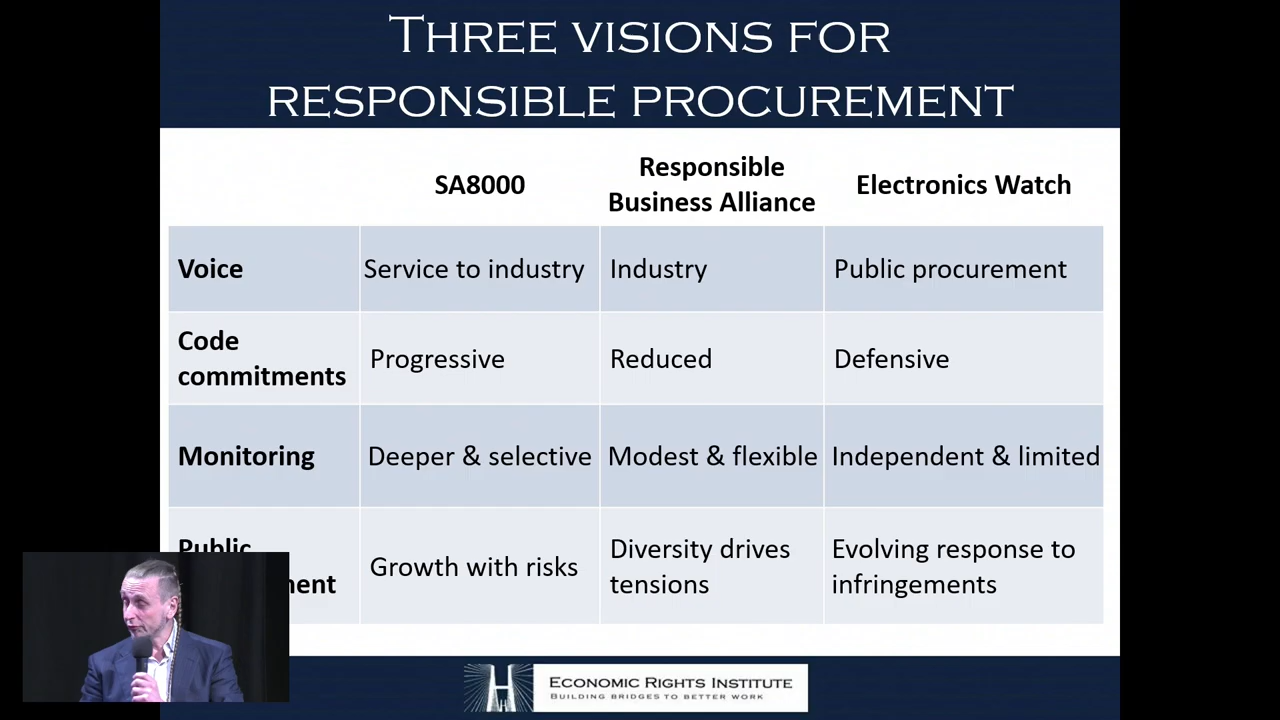 THREE VISIONS FOR
RESPONSIBLE PROCUREMENT
SA8000
Responsible
Business Alliance
Electronics Watch
Voice
Service to industry
Industry
Public procurement
Code
commitments
Progressive
Reduced
Defensive
Monitoring
Deeper & selective
Modest & flexible
Independent & limited
Public
Growth with risks
Diversity drives
tensions
Evolving response to
infringements
ECONOMIC RIGHTS INSTITUTE
BUILDING BRIDGES TO BETTER WORK